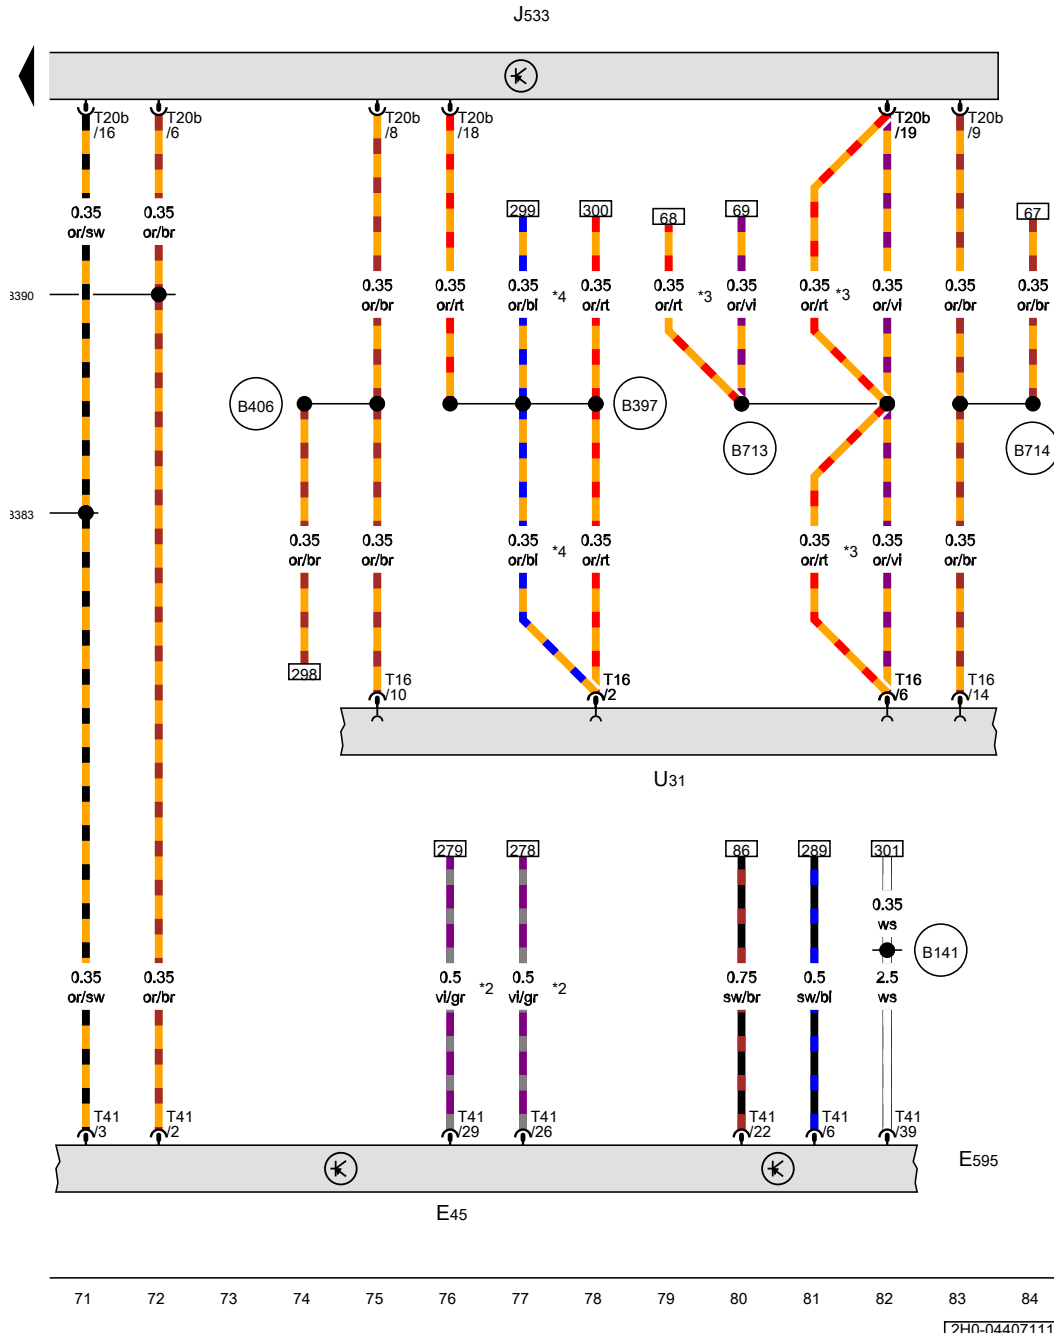 J533
T20b /16
T20b /6
T20b /8
T20b /18
T20b /19
T20b /9
0.35 or/sw
0.35 or/br
299
300
68
69
67
3390
0.35 or/br
0.35 or/rt
0.35 or/bl
*4
0.35 or/rt
0.35 or/rt
*3
0.35 or/vi
0.35 or/rt
*3
0.35 or/vi
0.35 or/br
0.35 or/br
B406
B397
B713
B714
3383
0.35 or/br
0.35 or/br
0.35 or/bl
*4
0.35 or/rt
0.35 or/rt
*3
0.35 or/vi
0.35 or/br
298
T16 /10
T16 /2
T16 /6
T16 /14
U31
279
278
86
289
301
0.35 ws
B141
0.35 or/sw
0.35 or/br
0.5 vi/gr
*2
0.5 vi/gr
*2
0.75 sw/br
0.5 sw/bl
2.5 ws
T41 /3
T41 /2
T41 /29
T41 /26
T41 /22
T41 /6
T41 /39
E595
E45
71 72 73 74 75 76 77 78 79 80 81 82 83 84
2H0-04407111